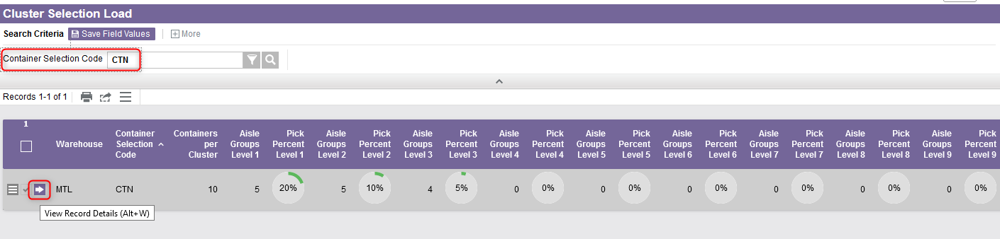 Cluster Selection Load
Search Criteria Save Field Values More
Container Selection Code CTN
Records 1-1 of 1
1
Warehouse
Container
Selection
Code
Containers
per
Cluster
Aisle
Groups
Level 1
Pick
Percent
Level 1
Aisle
Groups
Level 2
Pick
Percent
Level 2
Aisle
Groups
Level 3
Pick
Percent
Level 3
Aisle
Groups
Level 4
Pick
Percent
Level 4
Aisle
Groups
Level 5
Pick
Percent
Level 5
Aisle
Groups
Level 6
Pick
Percent
Level 6
Aisle
Groups
Level 7
Pick
Percent
Level 7
Aisle
Groups
Level 8
Pick
Percent
Level 8
Aisle
Groups
Level 9
Pick
Percent
Level 9
MTL CTN 10 5 20% 5 10% 4 5% 0 0% 0 0% 0 0% 0 0% 0 0% 0 0%
View Record Details (Alt+W)